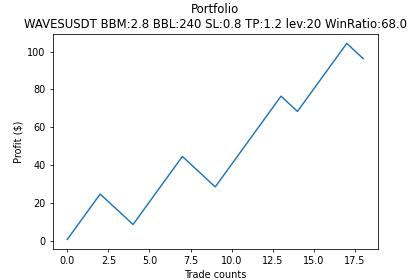 Portfolio
WAVESUSDT BBM:2.8 BBL:240 SL:0.8 TP:1.2 lev:20 WinRatio:68.0
100
80
60
40
20
0
Profit ($)
0.0 2.5 5.0 7.5 10.0 12.5 15.0 17.5
Trade counts